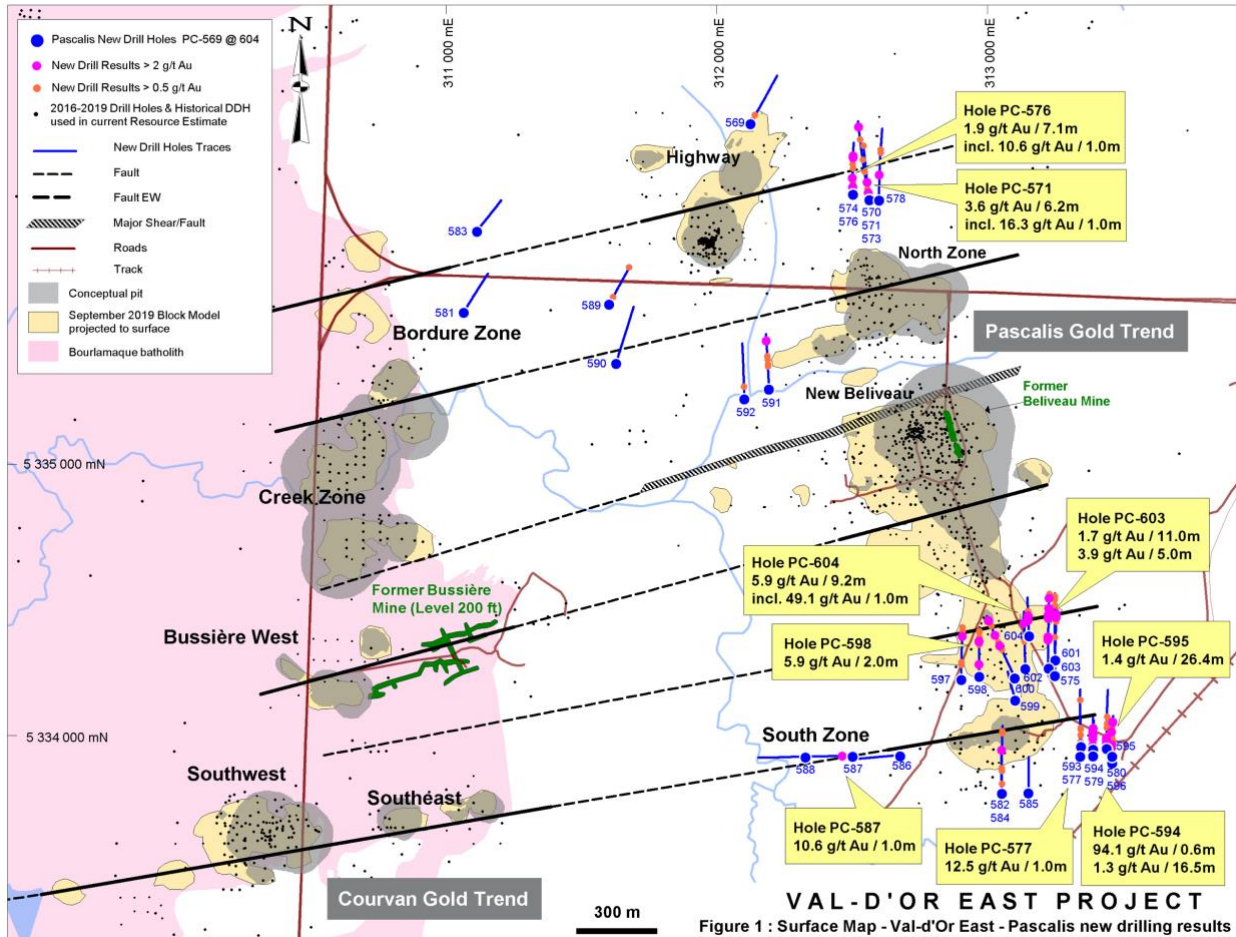 Pascalis New Drill Holes PC-569 @ 604
New Drill Results > 2 g/t Au
New Drill Results > 0.5 g/t Au
2016-2019 Drill Holes & Historical DDH
used in current Resource Estimate
New Drill Holes Traces
Fault
Fault EW
Major Shear/Fault
Roads
Track
Conceptual pit
September 2019 Block Model
projected to surface
Bourlamaque batholith
N
311 000 mE
312 000 mE
313 000 mE
569
Highway
Hole PC-576
1.9 g/t Au / 7.1m
incl. 10.6 g/t Au / 1.0m
574
576
570
571
573
578
Hole PC-571
3.6 g/t Au / 6.2m
incl. 16.3 g/t Au / 1.0m
583
North Zone
581
589
Bordure Zone
590
Pascalis Gold Trend
592
591
New Beliveau
Former
Beliveau Mine
5 335 000 mN
Creek Zone
Hole PC-603
1.7 g/t Au / 11.0m
3.9 g/t Au / 5.0m
Hole PC-604
5.9 g/t Au / 9.2m
incl. 49.1 g/t Au / 1.0m
Former Bussière
Mine (Level 200 ft)
Bussière West
604
Hole PC-598
5.9 g/t Au / 2.0m
Hole PC-595
1.4 g/t Au / 26.4m
597
598
602
600
599
601
603
575
5 334 000 mN
South Zone
588
587
586
593
577
594
579
595
580
596
582
584
585
Southwest
Southeast
Hole PC-587
10.6 g/t Au / 1.0m
Hole PC-577
12.5 g/t Au / 1.0m
Hole PC-594
94.1 g/t Au / 0.6m
1.3 g/t Au / 16.5m
Courvan Gold Trend
300 m
VAL-D'OR EAST PROJECT
Figure 1 : Surface Map - Val-d'Or East - Pascalis new drilling results